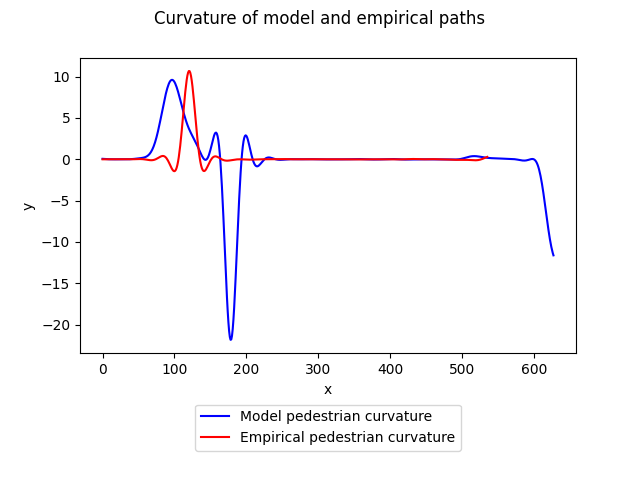 Curvature of model and empirical paths
10
5
0
−5
−10
−15
−20
y
0 100 200 300 400 500 600
x
Model pedestrian curvature
Empirical pedestrian curvature